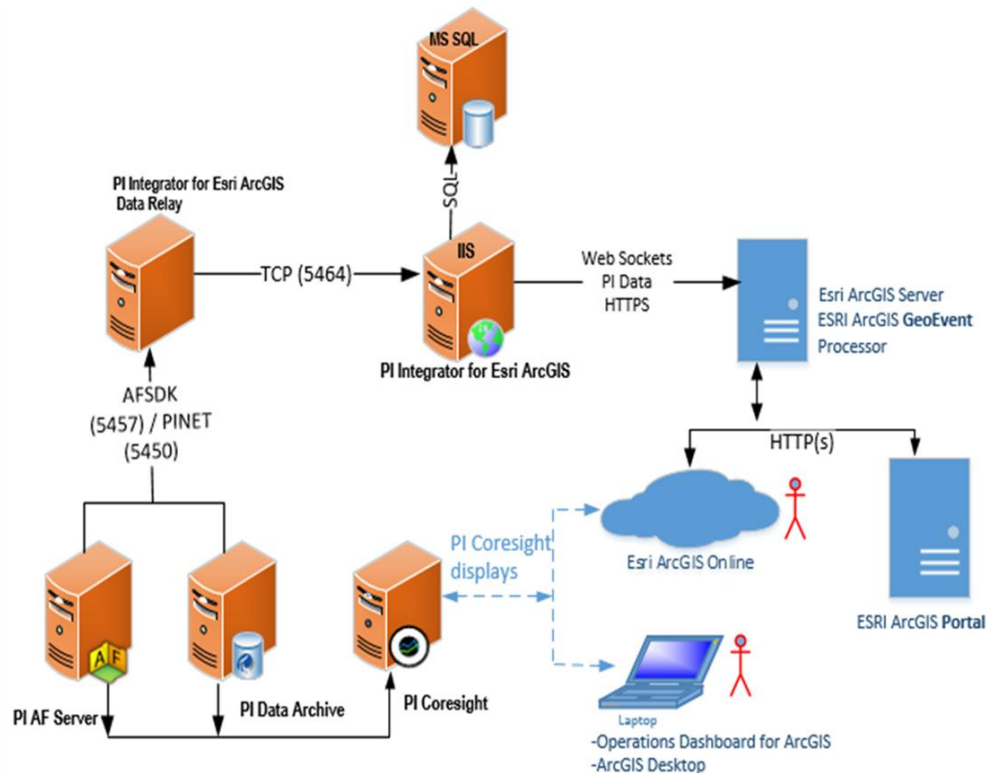 MS SQL
PI Integrator for Esri ArcGIS
Data Relay
SQL
IIS
TCP (5464)
Web Sockets
PI Data
HTTPS
Esri ArcGIS Server
ESRI ArcGIS GeoEvent
Processor
PI Integrator for Esri ArcGIS
AFSDK
(5457) / PINET
(5450)
HTTP(s)
PI Coresight
displays
Esri ArcGIS Online
ESRI ArcGIS Portal
A F
PI AF Server
PI Data Archive
PI Coresight
Laptop
-Operations Dashboard for ArcGIS
-ArcGIS Desktop